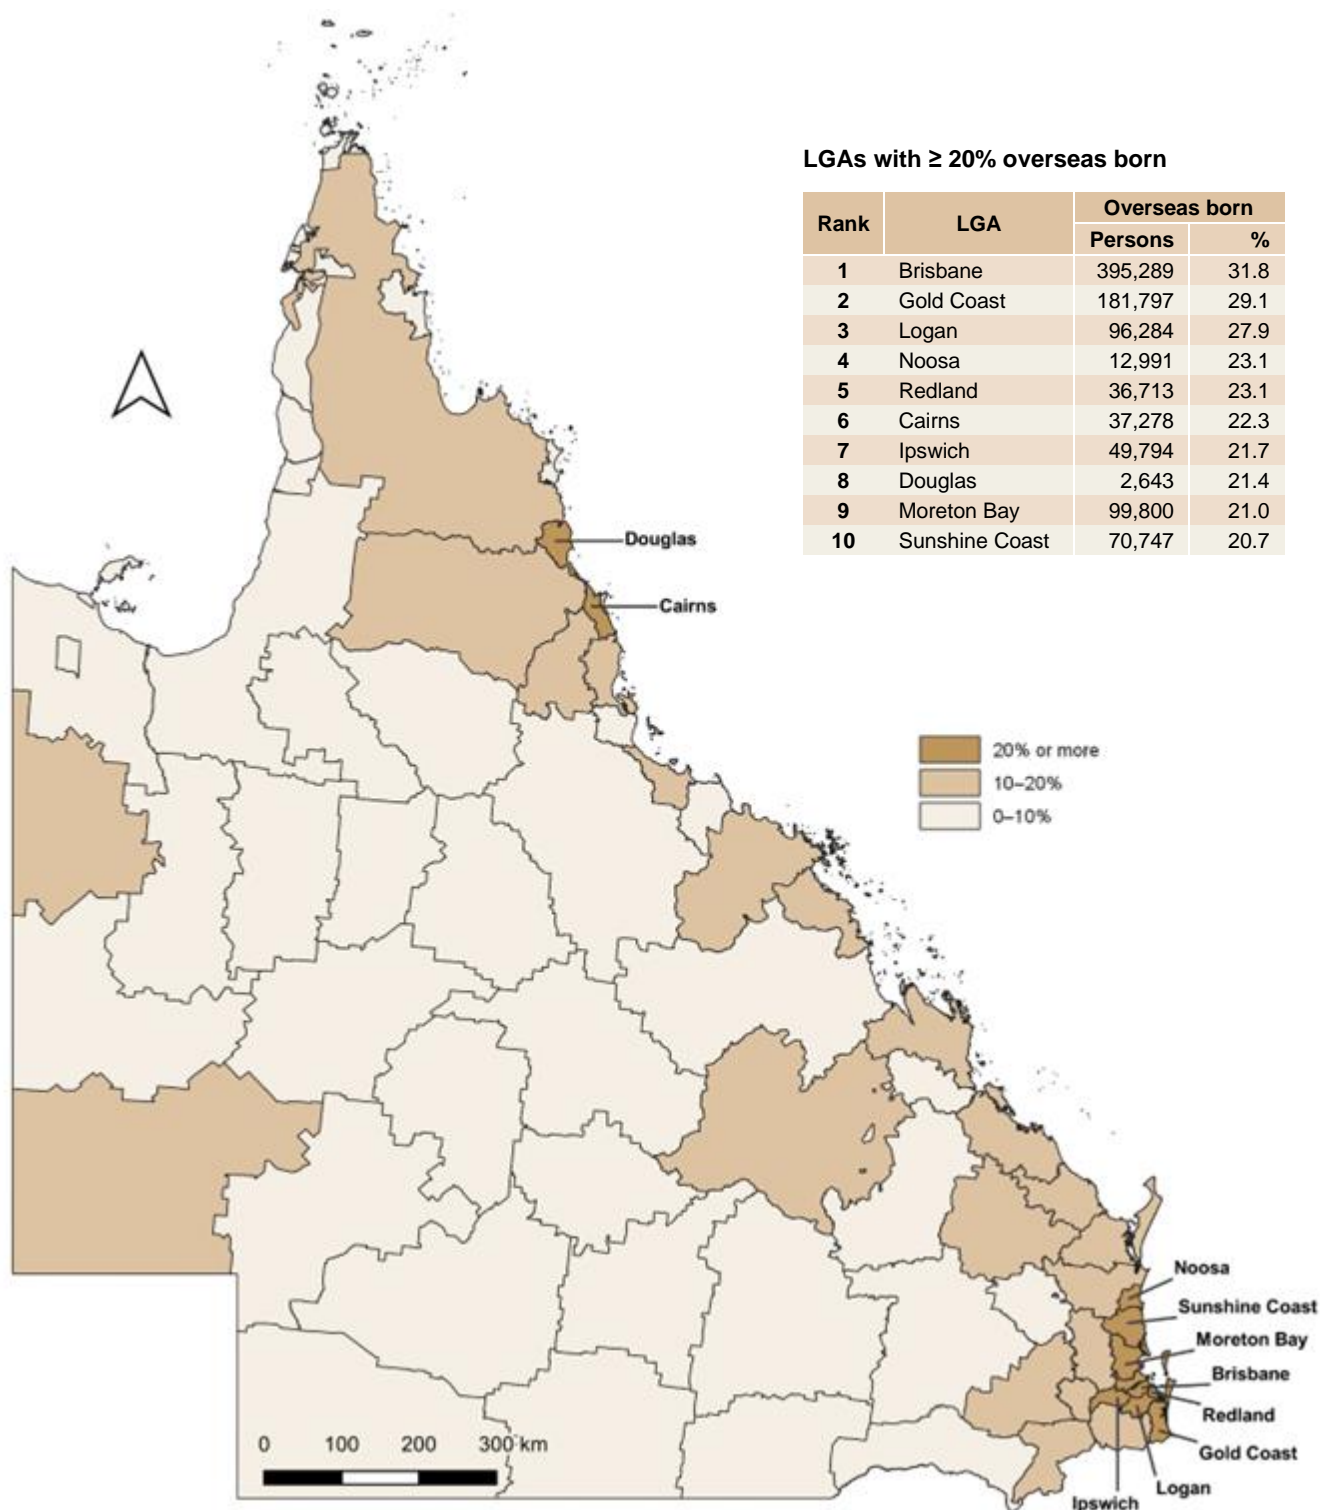 LGAs with ≥ 20% overseas born
Rank LGA Overseas born
Persons %
1 Brisbane 395,289 31.8
2 Gold Coast 181,797 29.1
3 Logan 96,284 27.9
4 Noosa 12,991 23.1
5 Redland 36,713 23.1
6 Cairns 37,278 22.3
7 Ipswich 49,794 21.7
8 Douglas 2,643 21.4
9 Moreton Bay 99,800 21.0
10 Sunshine Coast 70,747 20.7
Douglas
Cairns
20% or more
10–20%
0–10%
Noosa
Sunshine Coast
Moreton Bay
Brisbane
Redland
Gold Coast
Logan
Ipswich
0 100 200 300 km